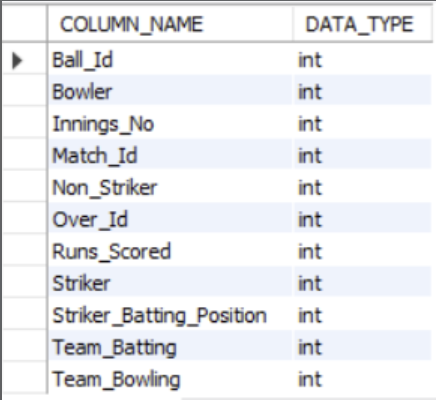 COLUMN_NAME DATA_TYPE
Ball_Id int
Bowler int
Innings_No int
Match_Id int
Non_Striker int
Over_Id int
Runs_Scored int
Striker int
Striker_Batting_Position int
Team_Batting int
Team_Bowling int